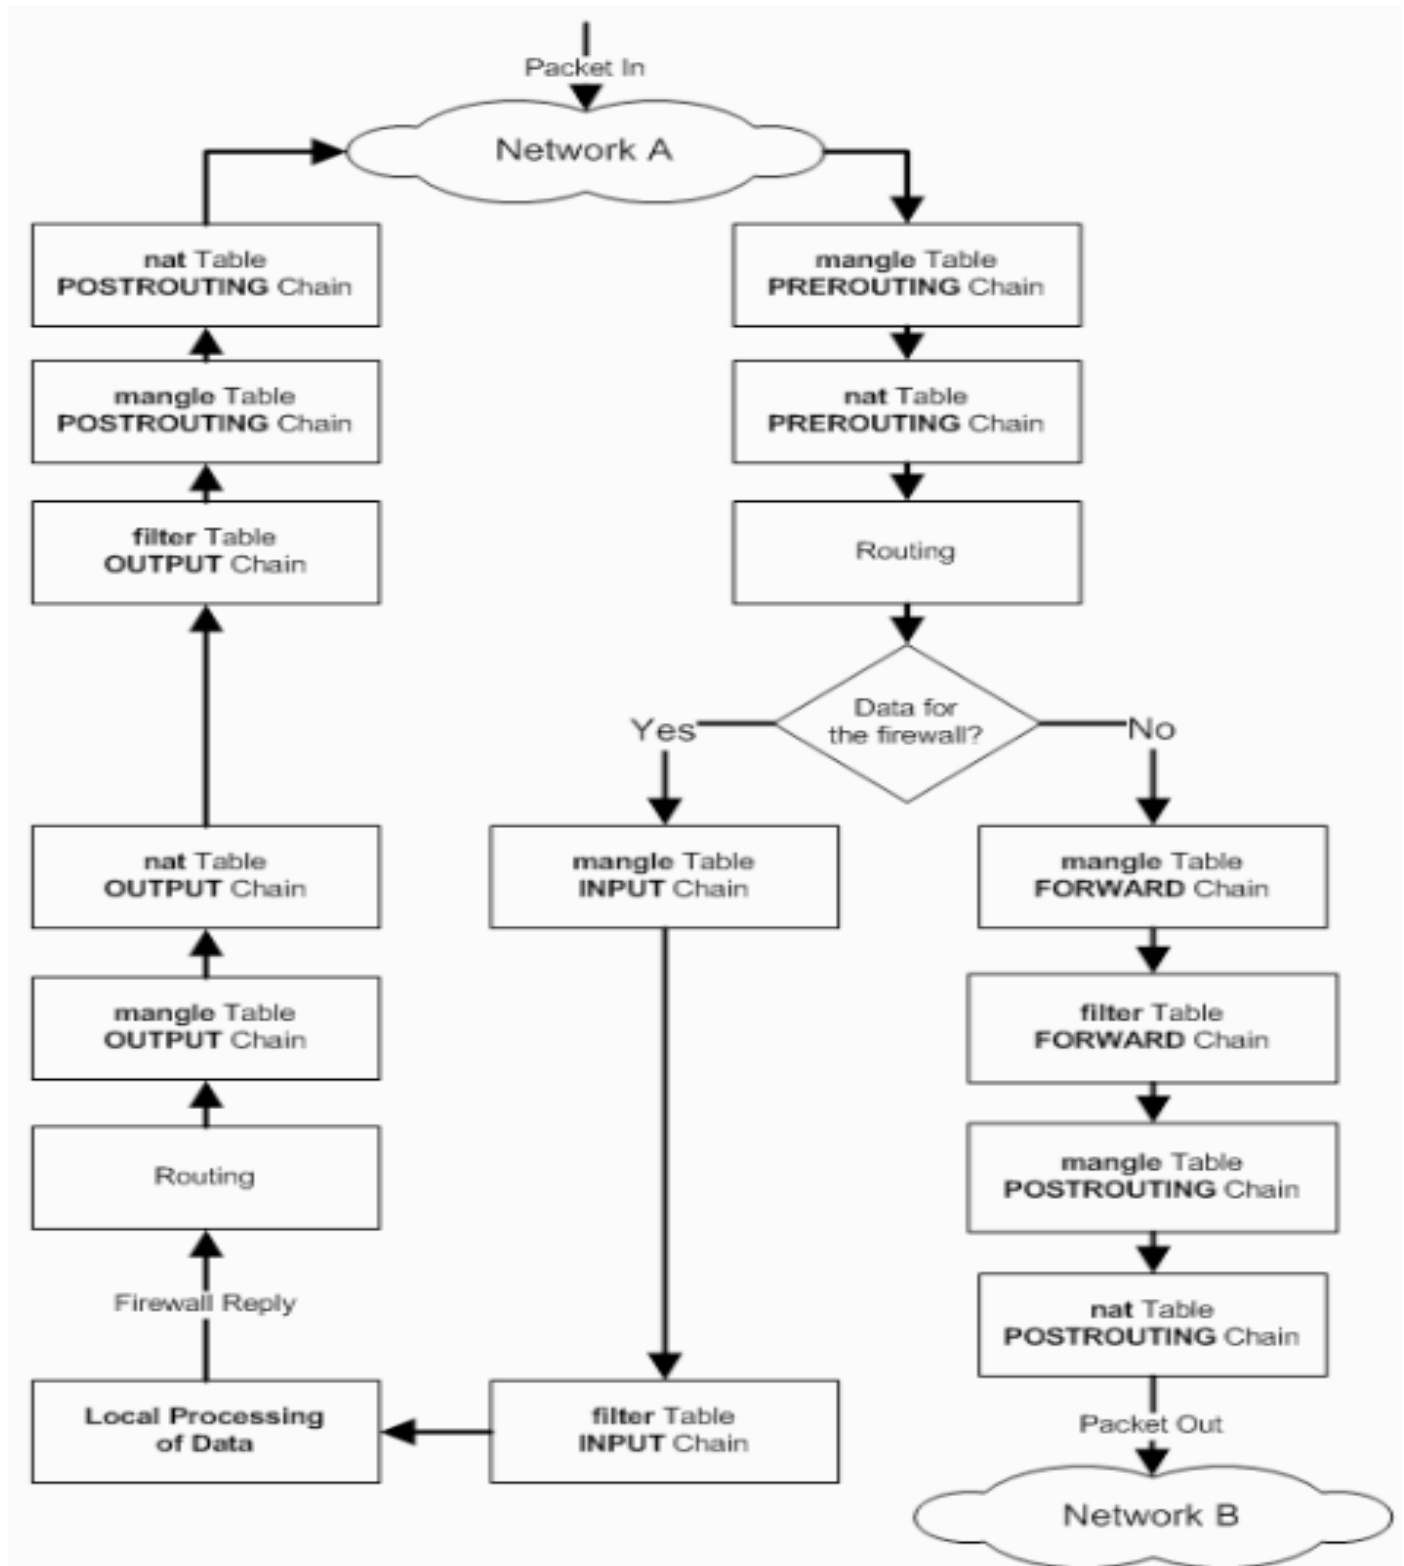 Packet In
Network A
nat Table
POSTROUTING Chain
mangle Table
PREROUTING Chain
mangle Table
POSTROUTING Chain
nat Table
PREROUTING Chain
filter Table
OUTPUT Chain
Routing
Data for
the firewall?
Yes
No
nat Table
OUTPUT Chain
mangle Table
INPUT Chain
mangle Table
FORWARD Chain
mangle Table
OUTPUT Chain
filter Table
FORWARD Chain
Routing
mangle Table
POSTROUTING Chain
Firewall Reply
nat Table
POSTROUTING Chain
Local Processing
of Data
filter Table
INPUT Chain
Packet Out
Network B